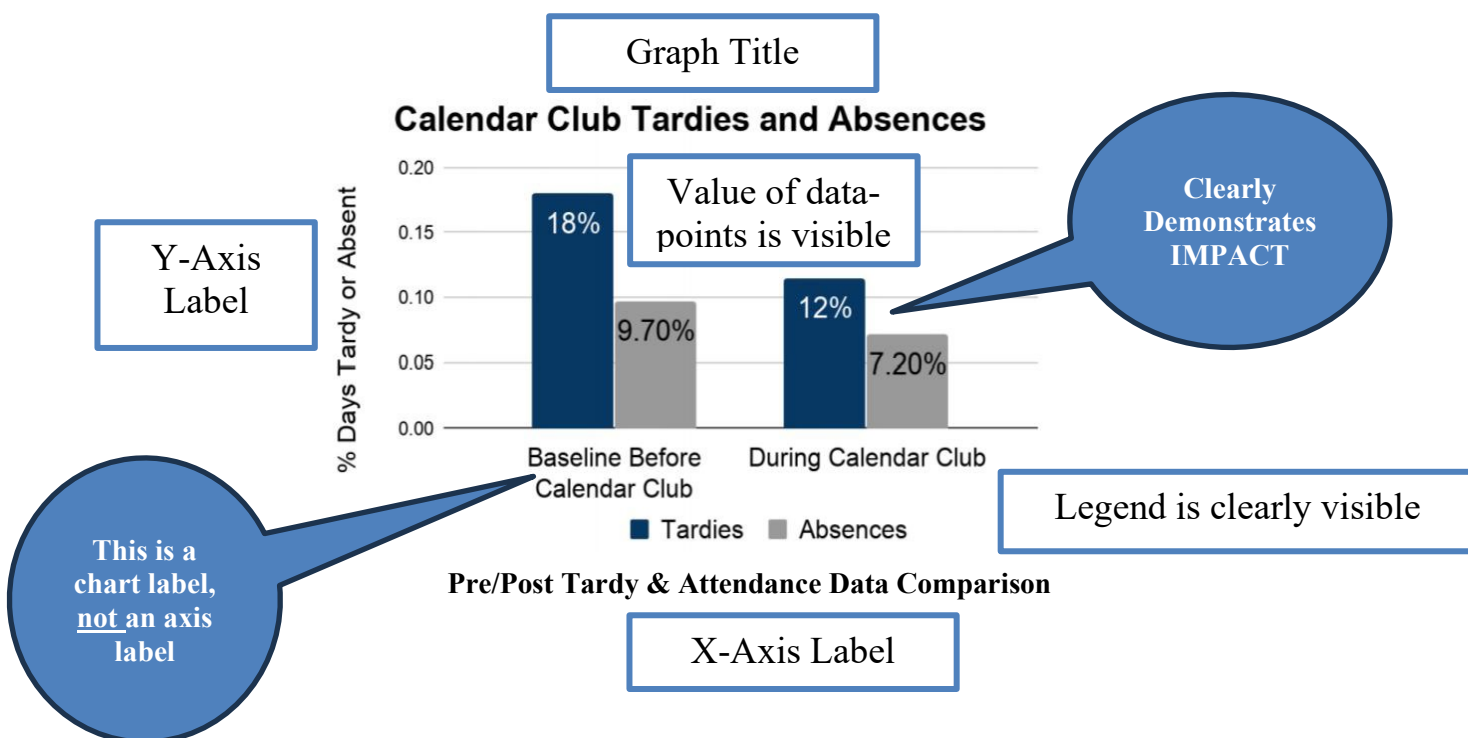 Graph Title
Calendar Club Tardies and Absences
Value of data-
points is visible
Clearly
Demonstrates
IMPACT
Y-Axis
Label
% Days Tardy or Absent
0.20
0.15
0.10
0.05
0.00
18%
9.70%
12%
7.20%
Baseline Before
Calendar Club
During Calendar Club
Tardies
Absences
Legend is clearly visible
This is a
chart label,
not an axis
label
Pre/Post Tardy & Attendance Data Comparison
X-Axis Label